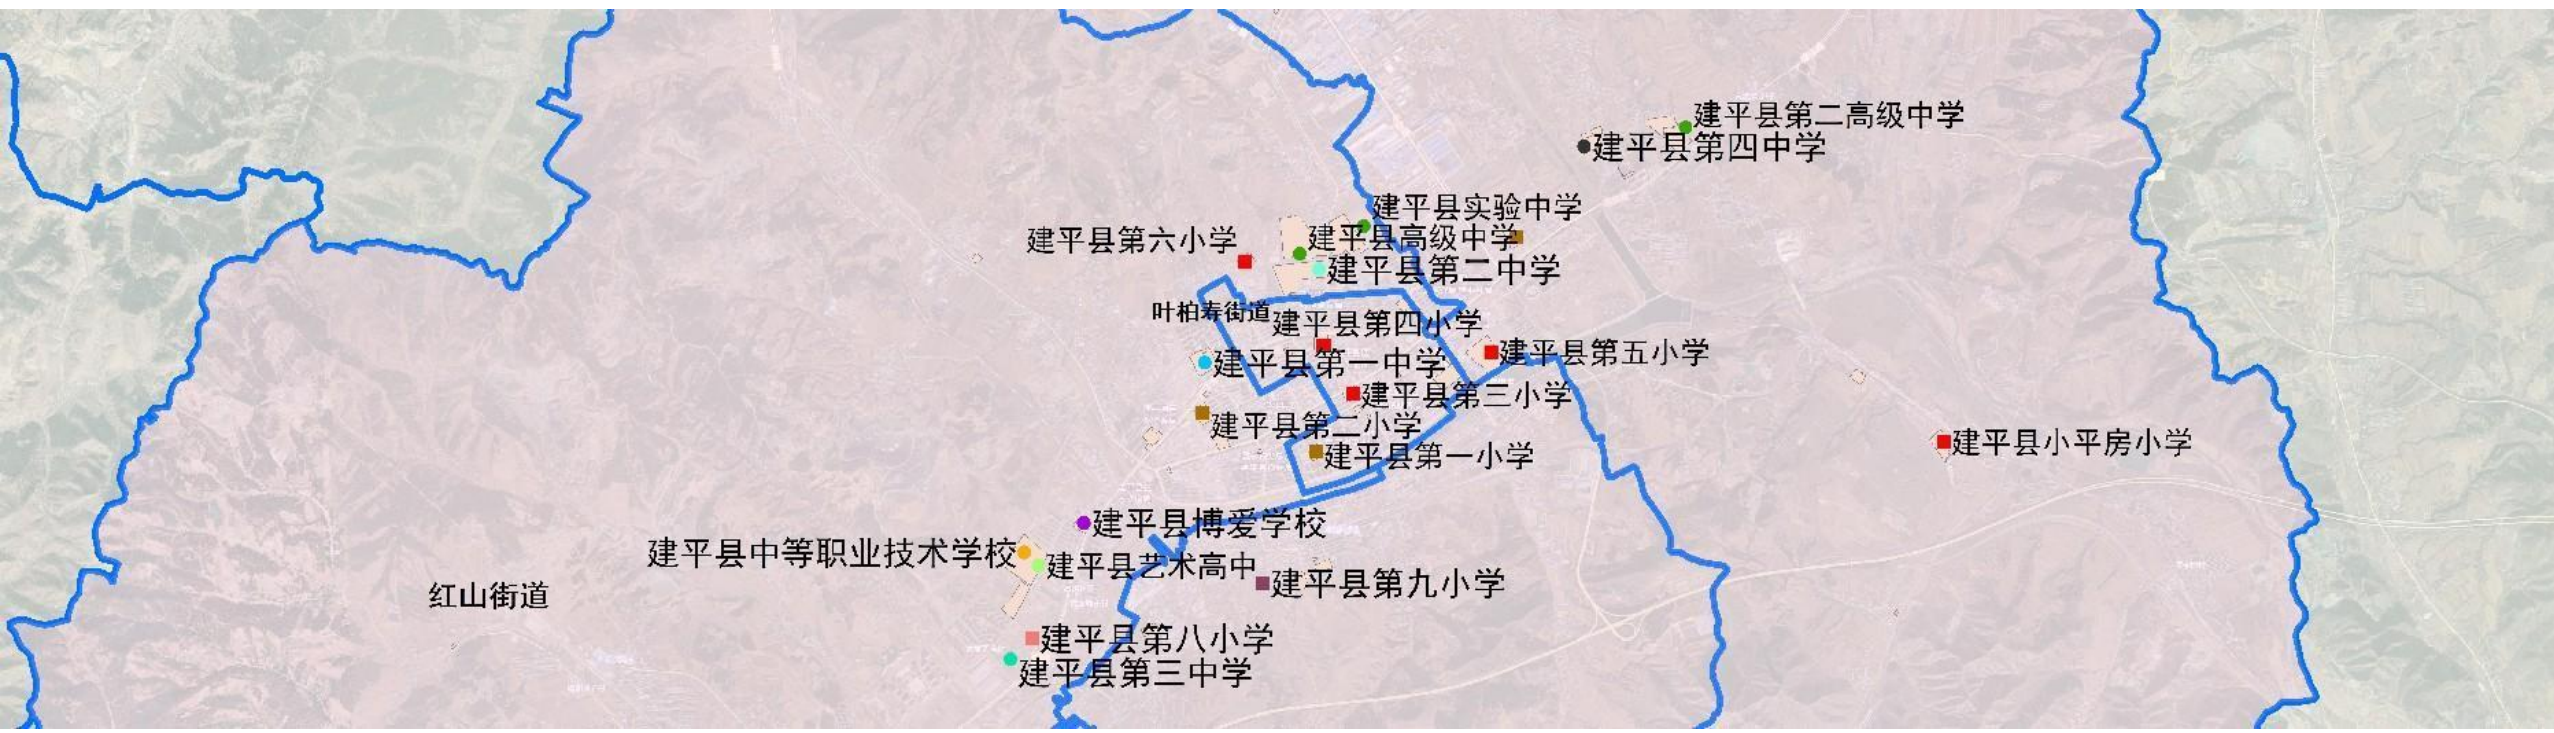 建平县第二高级中学
建平县第四中学
建平县实验中学
建平县第六小学
建平县高级中学
建平县第二中学
叶柏寿街道
建平县第四小学
建平县第一中学
建平县第五小学
建平县第三小学
建平县第二小学
建平县第一小学
建平县小平房小学
建平县博爱学校
建平县中等职业技术学校
建平县艺术高中
建平县第九小学
红山街道
建平县第八小学
建平县第三中学